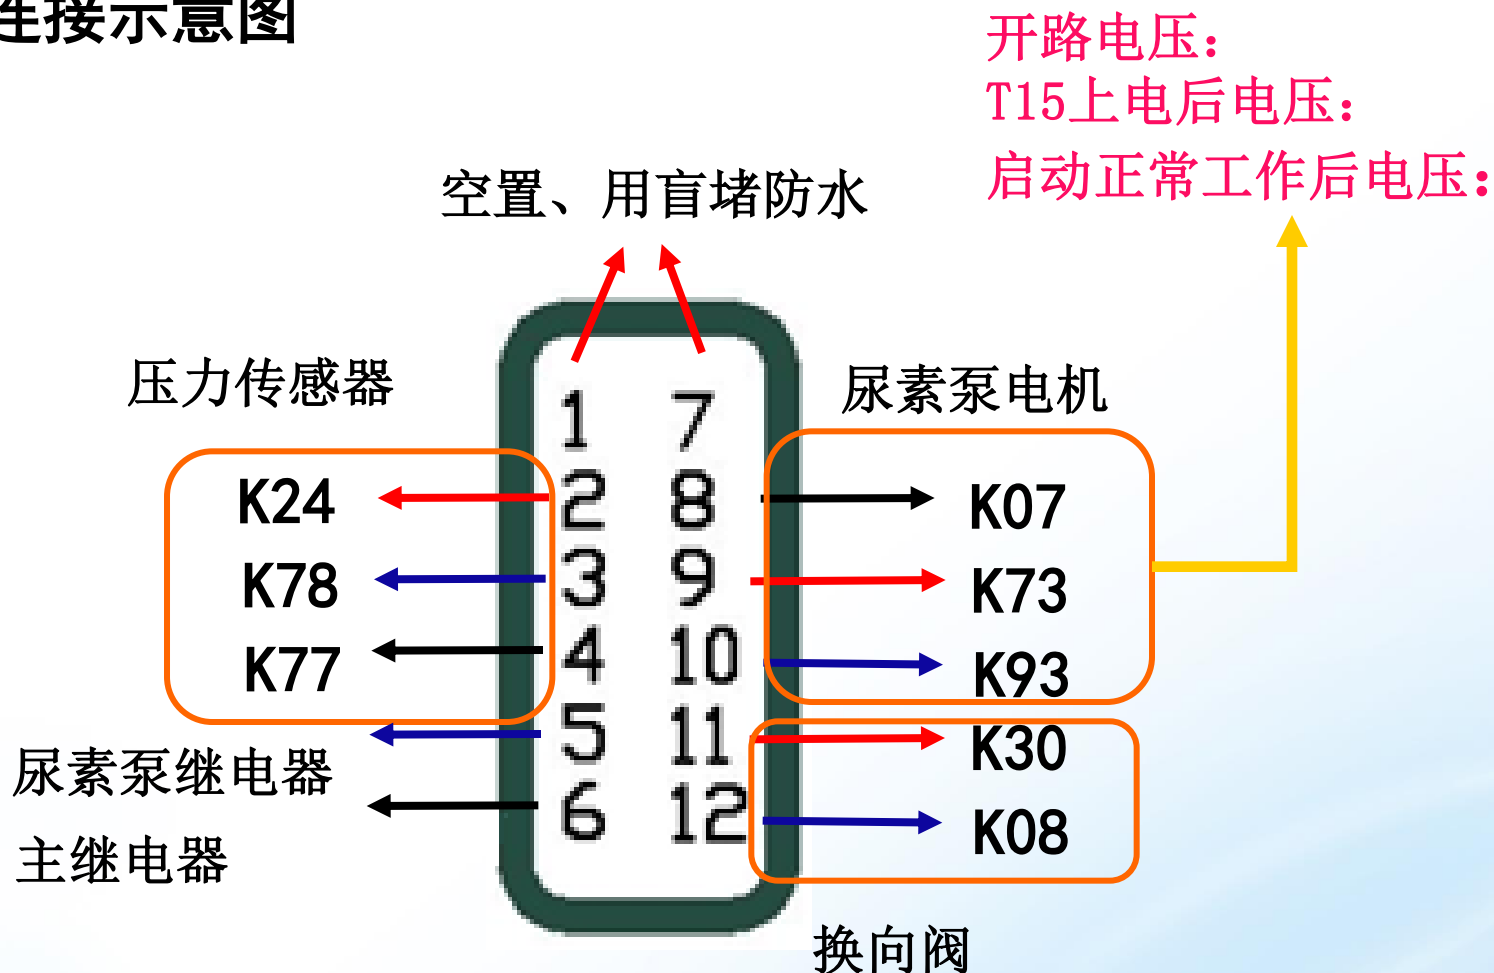 连接示意图
开路电压：
T15上电后电压：
启动正常工作后电压：
空置、用盲堵防水
压力传感器
尿素泵电机
1 7
K24 2 8 K07
K78 3 9 K73
K77 4 10 K93
5 11 K30
尿素泵继电器
6 12 K08
主继电器
换向阀